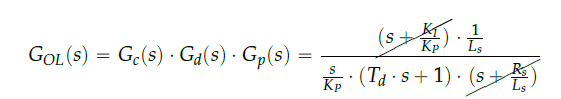 G_{OL}(s) = G_c(s) · G_d(s) · G_p(s) = \frac{(s + \frac{K_I}{K_P}) · \frac{1}{L_s}}{\frac{s}{K_P} · (T_d · s + 1) · (s + \frac{R_s}{L_s})}